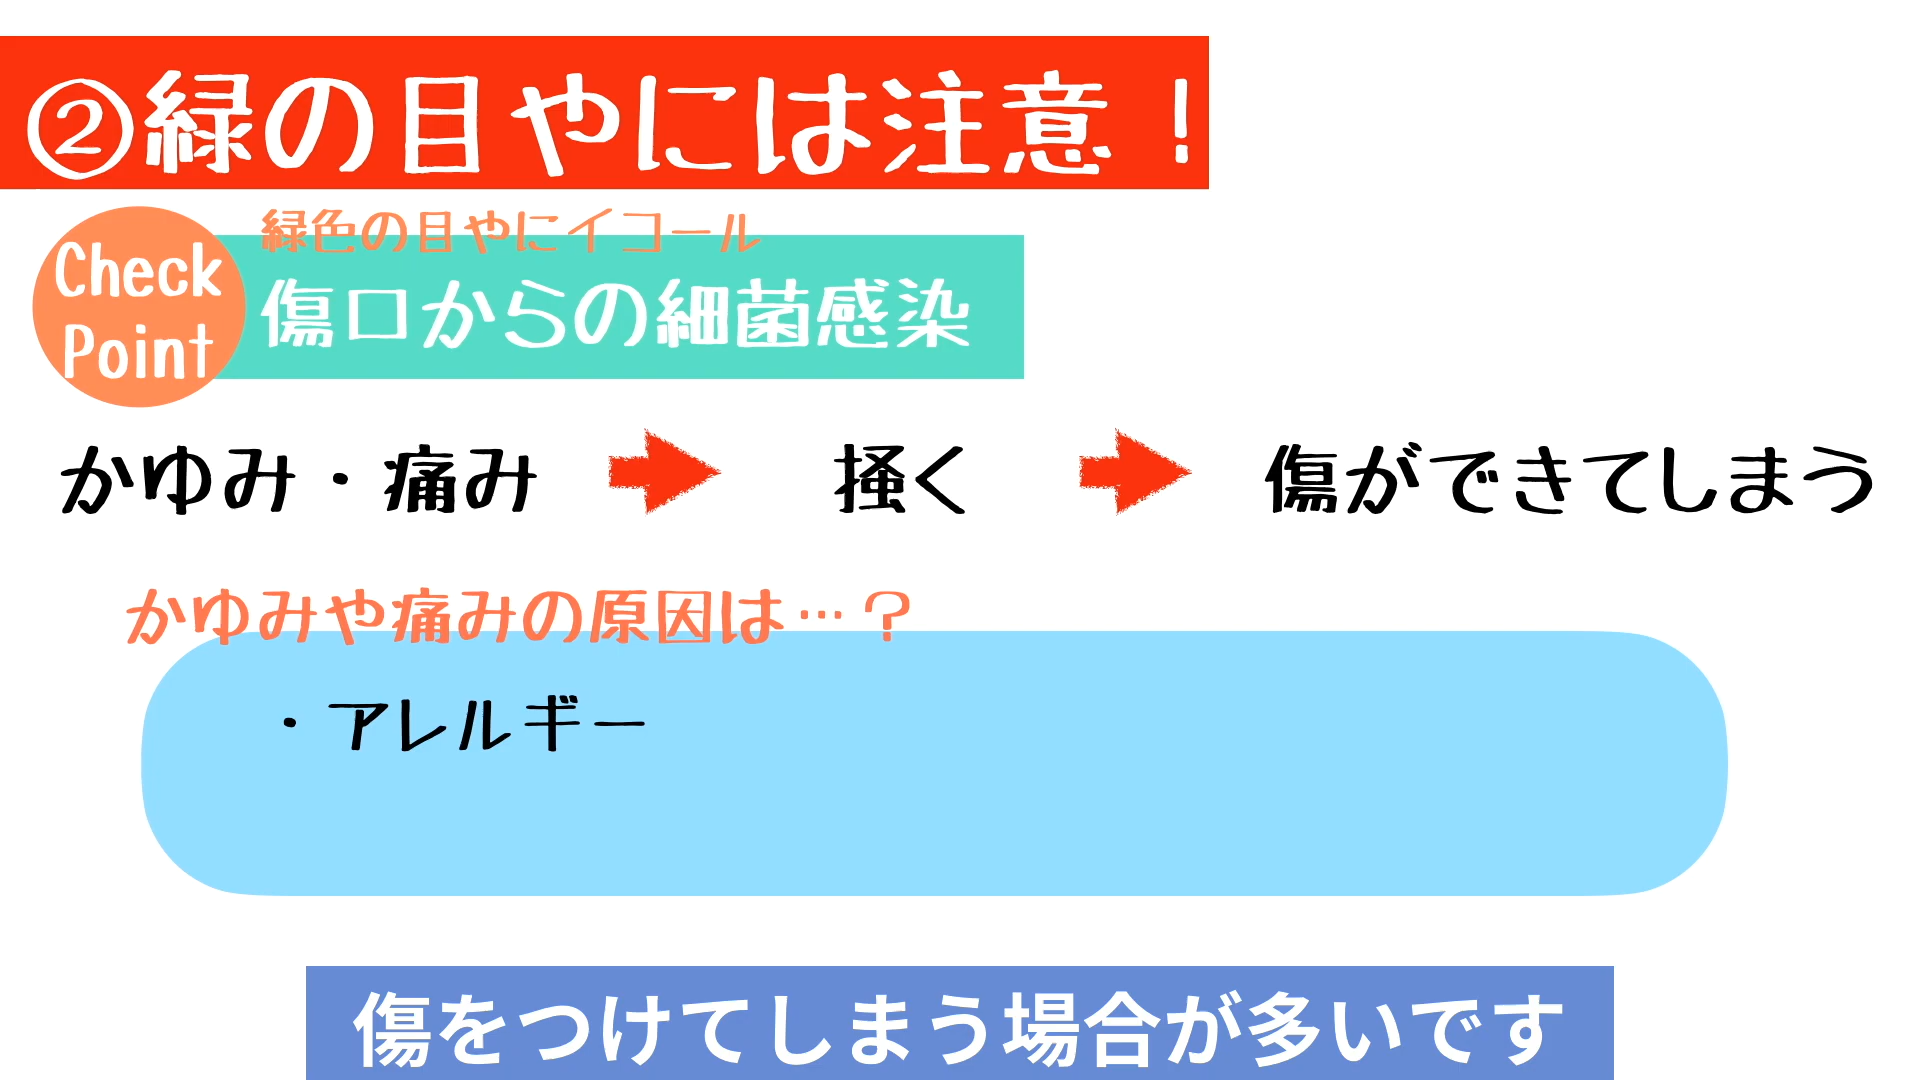 ②緑の目やには注意！
緑色の目やにイコール
Check
Point
傷口からの細菌感染
かゆみ・痛み
掻く
傷ができてしまう
かゆみや痛みの原因は…？
・アレルギー
傷をつけてしまう場合が多いです